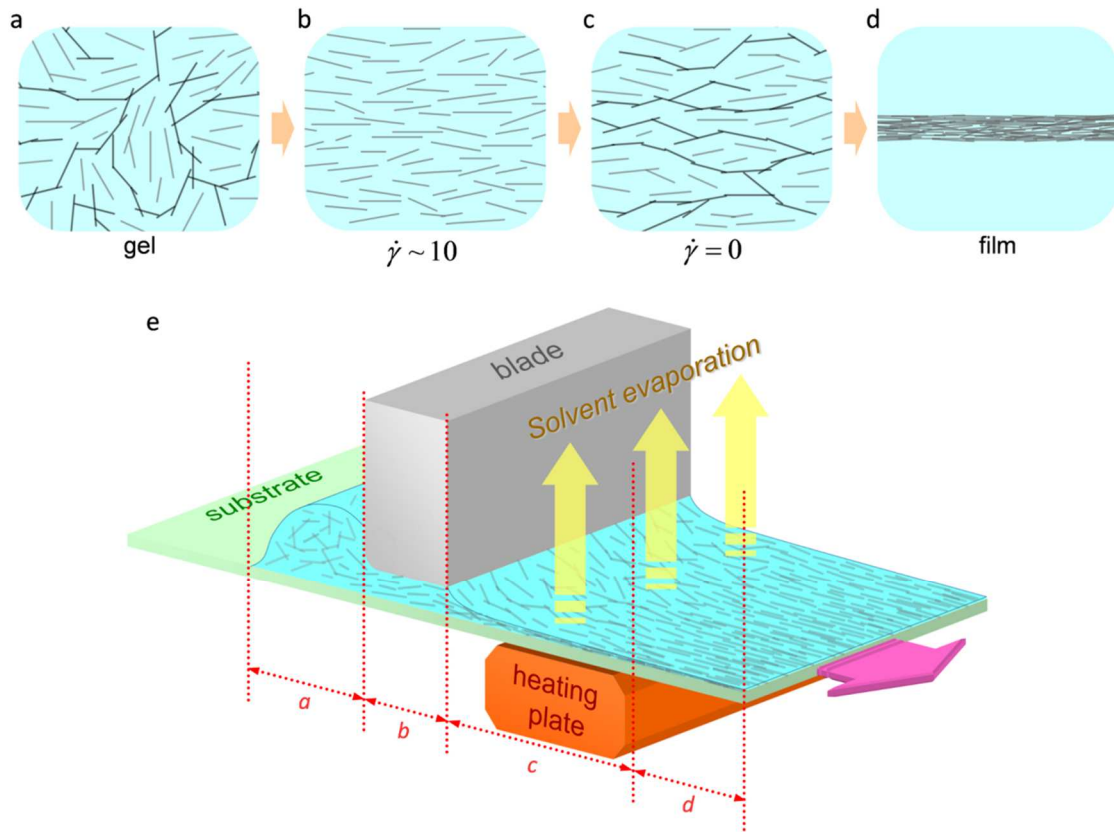 a
b
c
d
gel
γ̇ ~ 10
γ̇ = 0
film
e
blade
Solvent evaporation
substrate
heating
plate
a
b
c
d